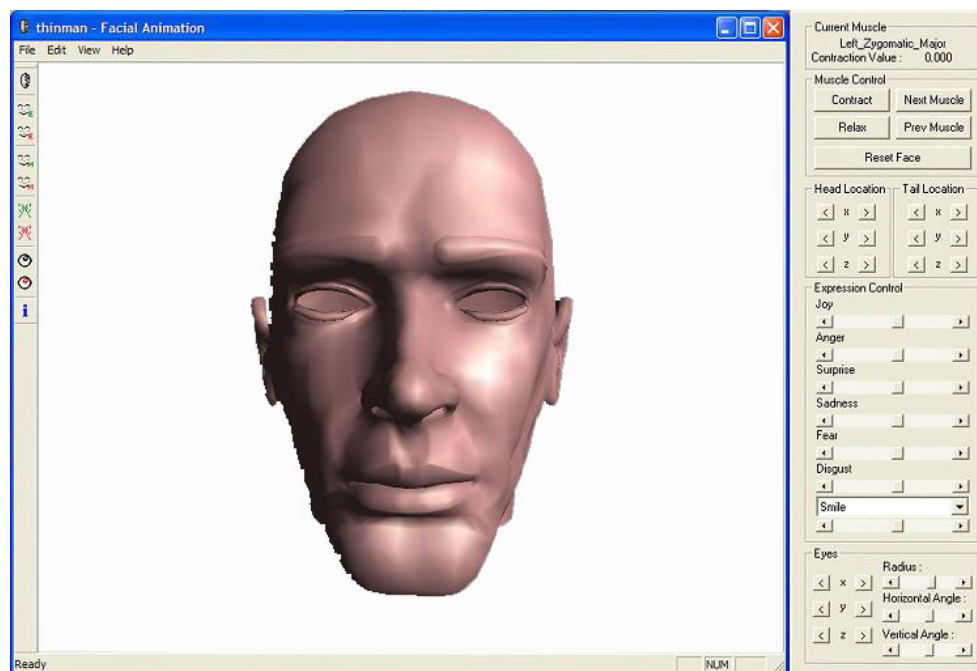 thinman - Facial Animation
File Edit View Help
Ready
NUM
Current Muscle
Left_Zygomatic_Major
Contraction Value : 0.000
Muscle Control
Contract Next Muscle
Relax Prev Muscle
Reset Face
Head Location Tail Location
< x > < x >
< y > < y >
< z > < z >
Expression Control
Joy
Anger
Surprise
Sadness
Fear
Disgust
Smile
Eyes
Radius :
< x >
Horizontal Angle :
< y >
Vertical Angle :
< z >